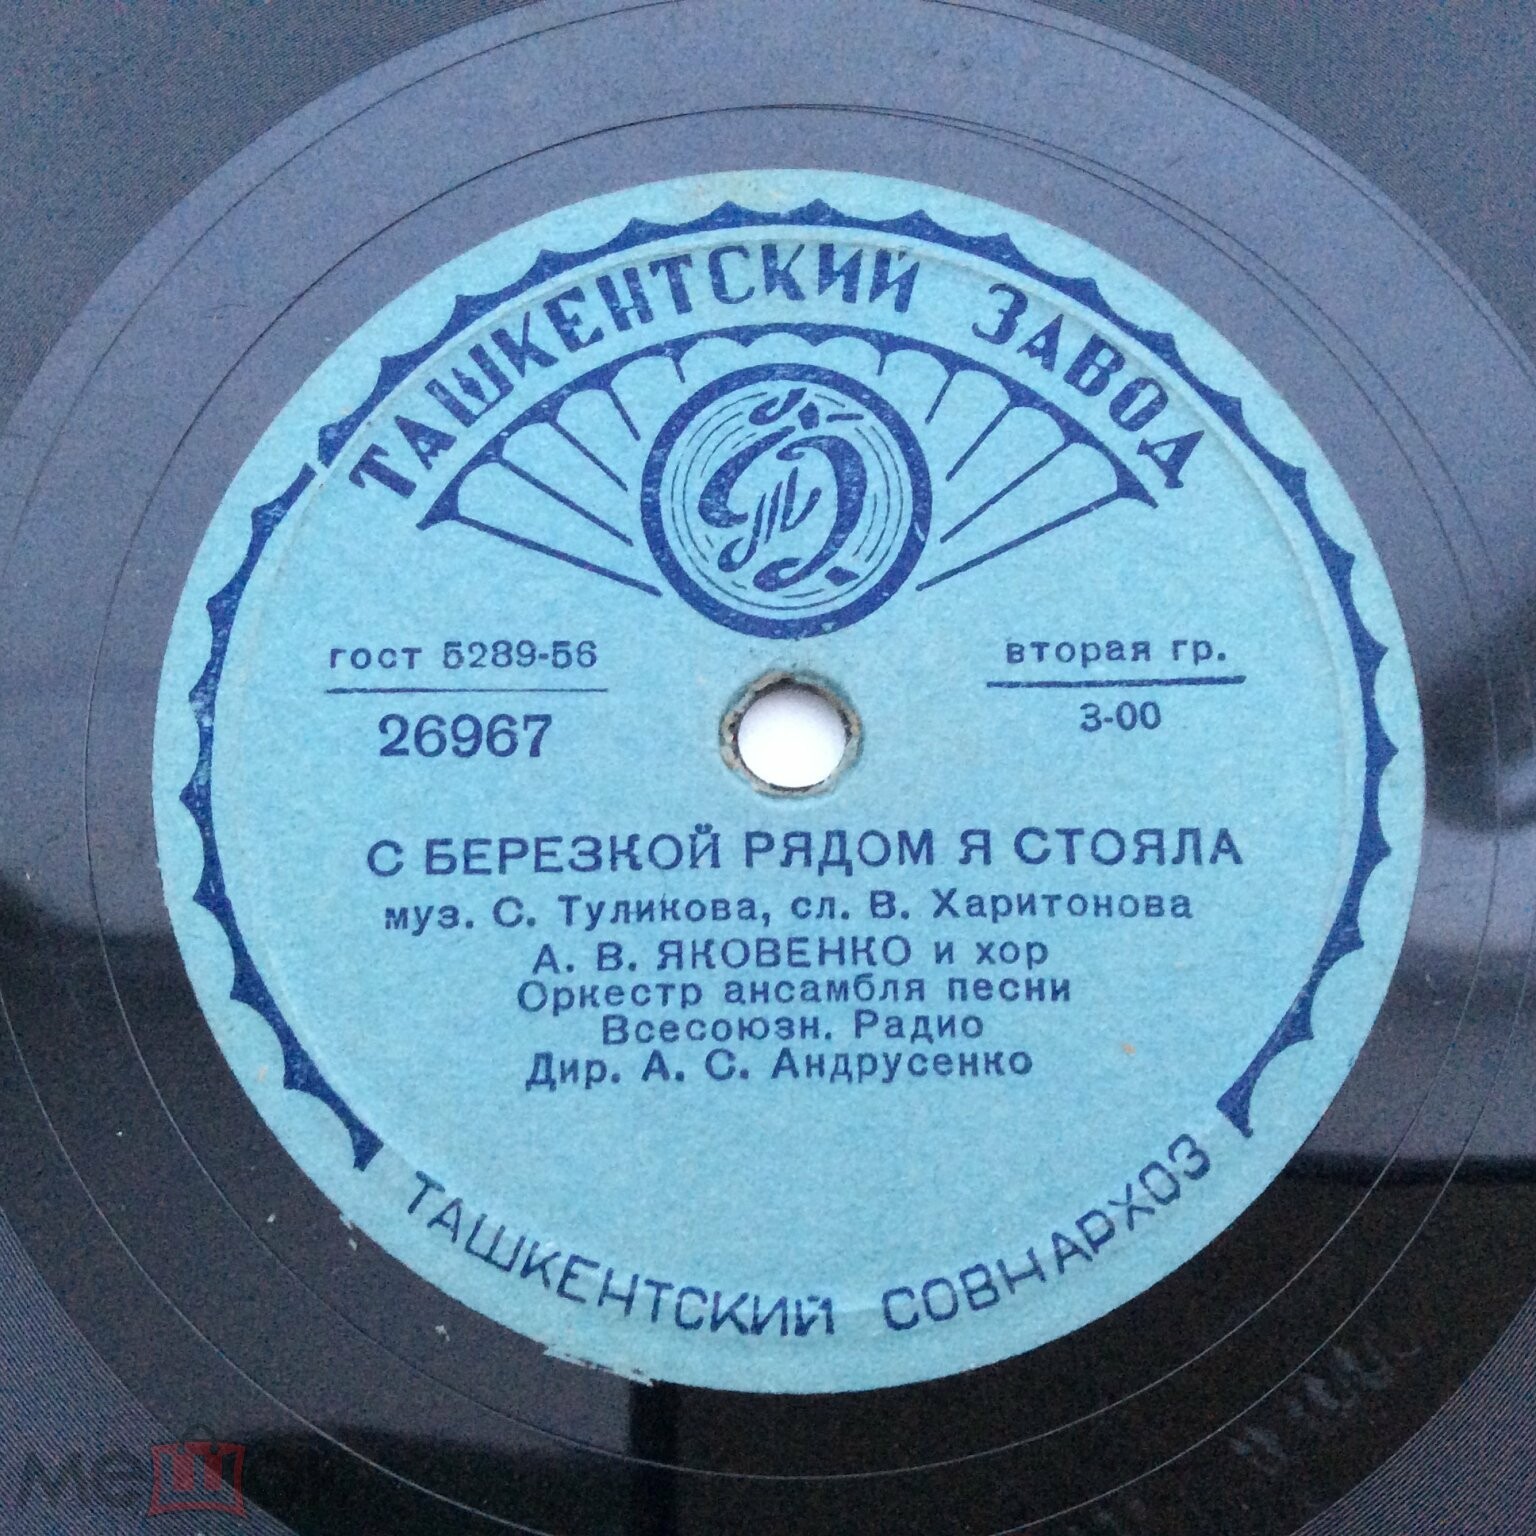 ТАШКЕНТСКИЙ ЗАВОД
гост 5289-56
26967
вторая гр.
3-00
С БЕРЕЗКОЙ РЯДОМ Я СТОЯЛА
муз. С. Туликова, сл. В. Харитонова
А. В. ЯКОВЕНКО и хор
Оркестр ансамбля песни
Всесоюзн. Радио
Дир. А. С. Андрусенко
ТАШКЕНТСКИЙ СОВНАРХОЗ